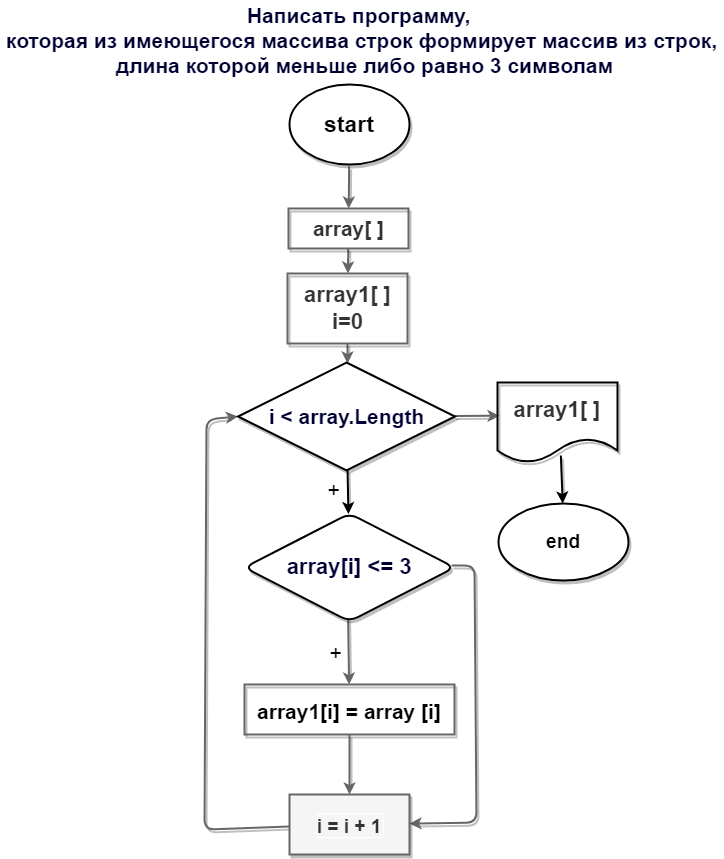 Написать программу,
которая из имеющегося массива строк формирует массив из строк,
длина которой меньше либо равно 3 символам
start
array[ ]
array1[ ]
i=0
i < array.Length
array1[ ]
+
end
array[i] <= 3
+
array1[i] = array [i]
i = i + 1